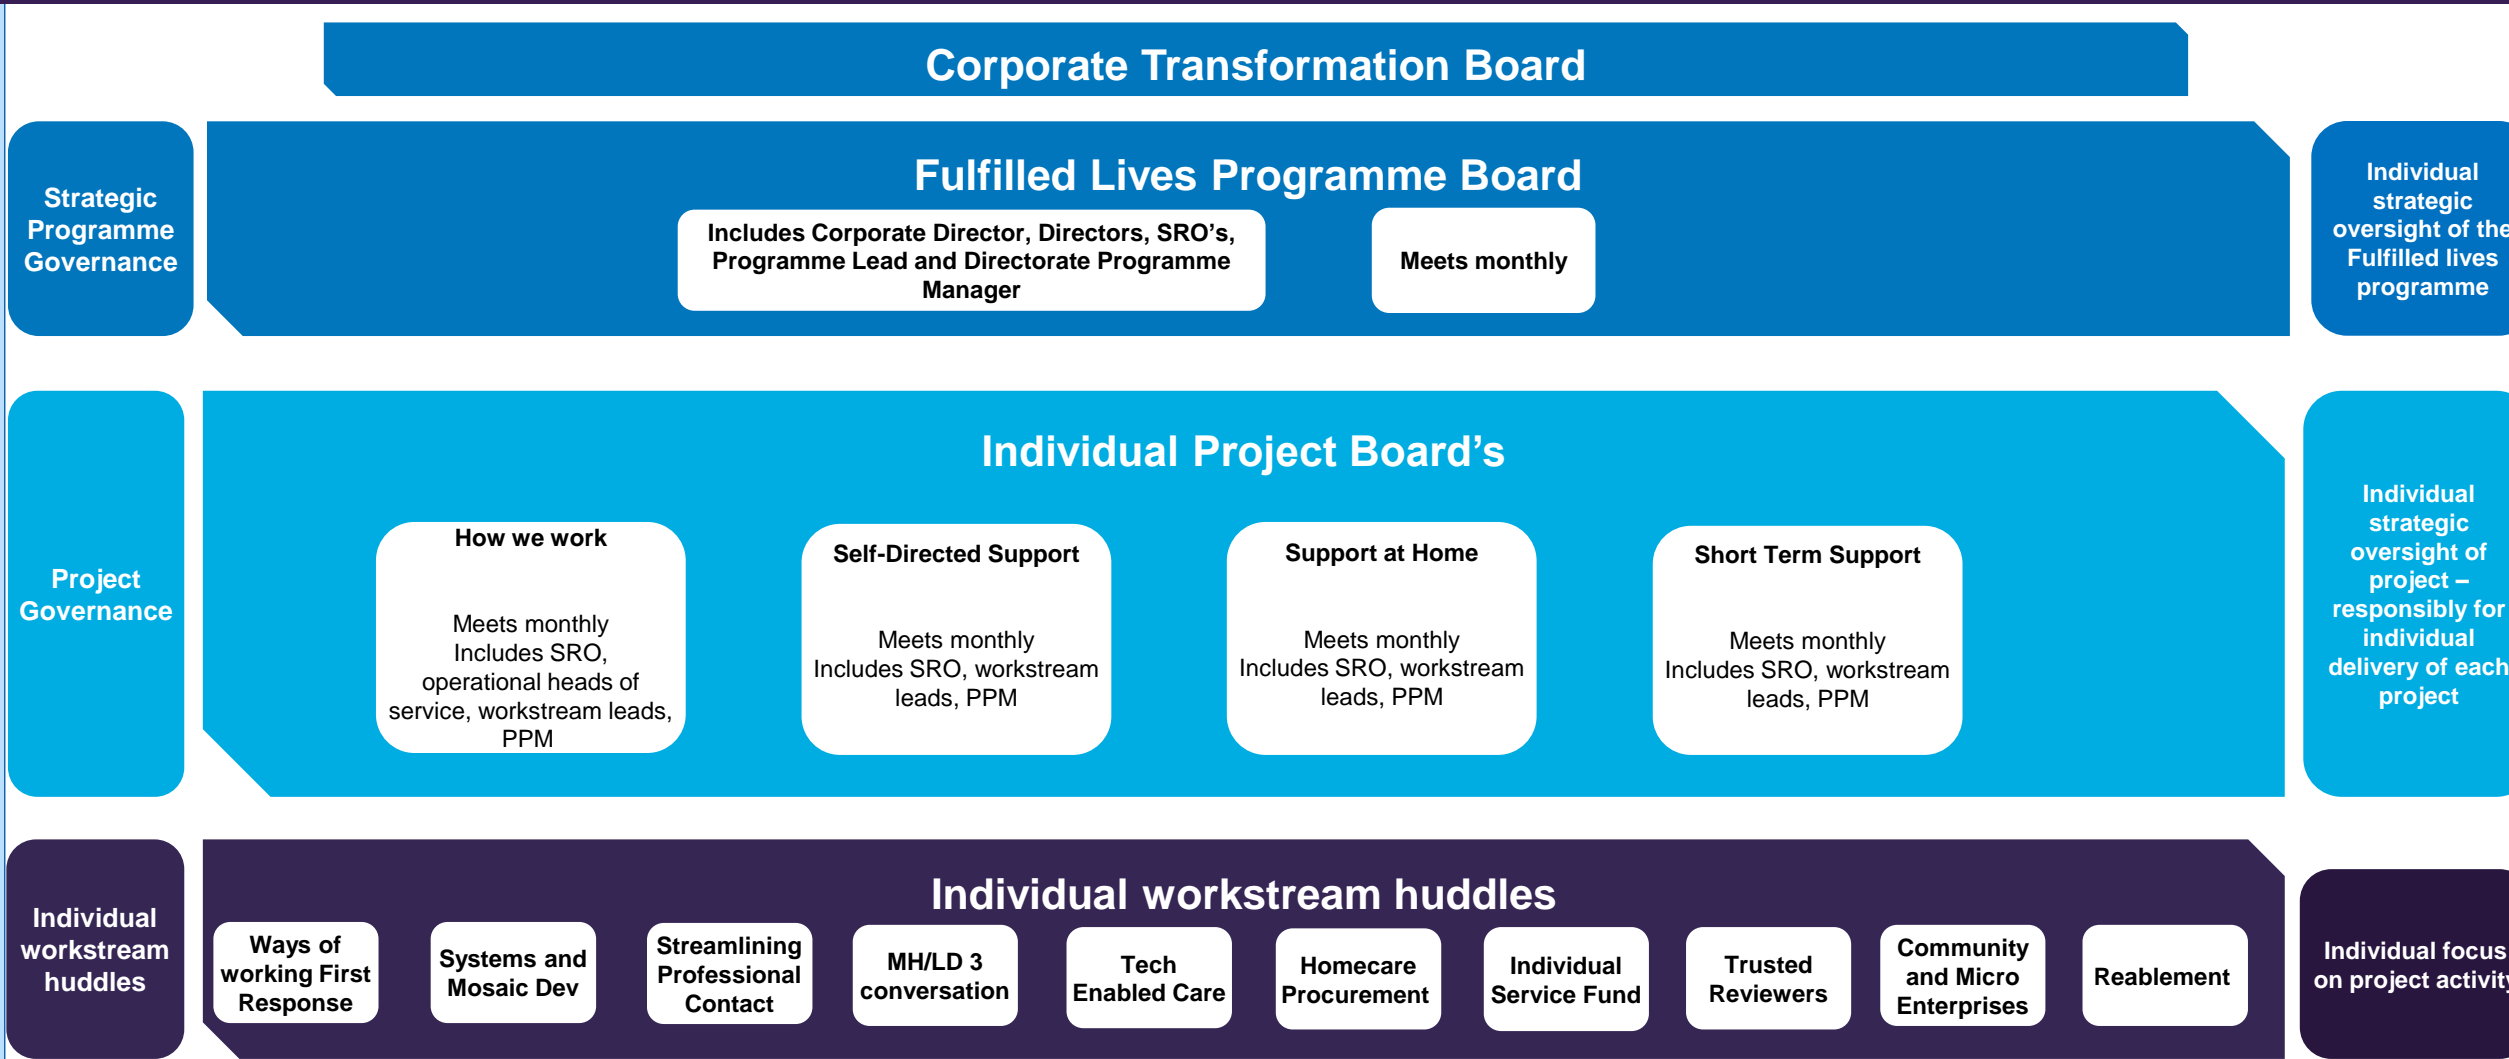 Corporate Transformation Board
Strategic
Programme
Governance
Fulfilled Lives Programme Board
Includes Corporate Director, Directors, SRO's,
Programme Lead and Directorate Programme
Manager
Meets monthly
Individual
strategic
oversight of the
Fulfilled lives
programme
Project
Governance
Individual Project Board’s
How we work
Meets monthly
Includes SRO,
operational heads of
service, workstream leads,
PPM
Self-Directed Support
Meets monthly
Includes SRO, workstream
leads, PPM
Support at Home
Meets monthly
Includes SRO, workstream
leads, PPM
Short Term Support
Meets monthly
Includes SRO, workstream
leads, PPM
Individual
strategic
oversight of
project –
responsibly for
individual
delivery of each
project
Individual
workstream
huddles
Individual workstream huddles
Ways of
working First
Response
Systems and
Mosaic Dev
Streamlining
Professional
Contact
MH/LD 3
conversation
Tech
Enabled Care
Homecare
Procurement
Individual
Service Fund
Trusted
Reviewers
Community
and Micro
Enterprises
Reablement
Individual focus
on project activity